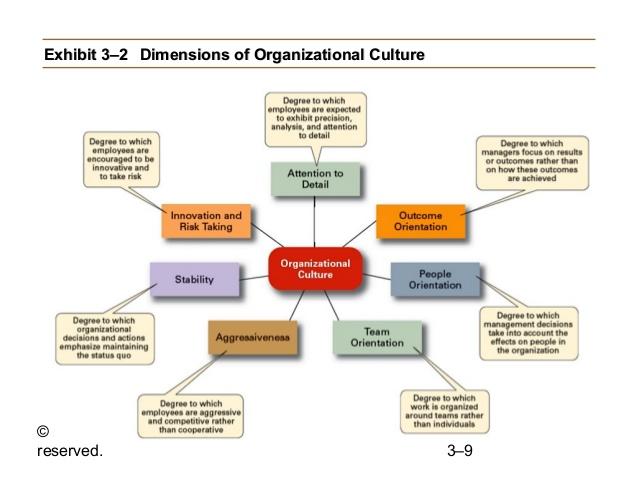 Exhibit 3–2 Dimensions of Organizational Culture
Degree to which
employees are expected
to exhibit precision,
analysis, and attention
to detail
Attention to
Detail
Degree to which
employees are
encouraged to be
innovative and
to take risk
Innovation and
Risk Taking
Degree to which
managers focus on results
or outcomes rather than
on how these outcomes
are achieved
Outcome
Orientation
Organizational
Culture
Stability
Degree to which
organizational
decisions and actions
emphasize maintaining
the status quo
People
Orientation
Degree to which
management decisions
take into account the
effects on people in
the organization
Aggressiveness
Degree to which
employees are aggressive
and competitive rather
than cooperative
Team
Orientation
Degree to which
work is organized
around teams rather
than individuals
©
reserved.
3–9